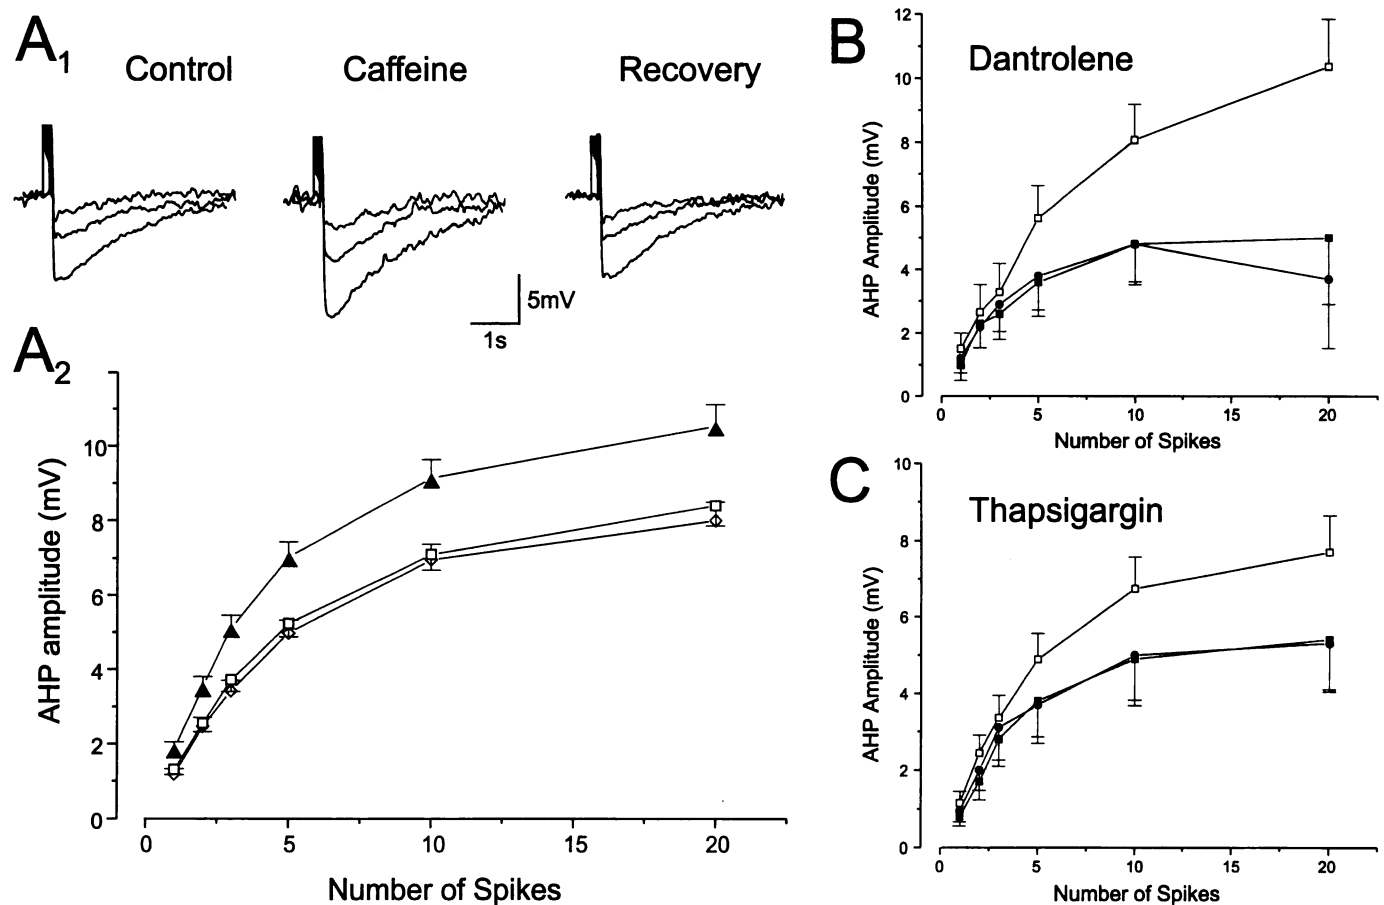 A1
Control Caffeine Recovery
5mV
1s
A2
AHP amplitude (mV)
10
8
6
4
2
0
0 5 10 15 20
Number of Spikes
B
Dantrolene
AHP Amplitude (mV)
12
10
8
6
4
2
0
0 5 10 15 20
Number of Spikes
C
Thapsigargin
AHP Amplitude (mV)
10
8
6
4
2
0
0 5 10 15 20
Number of Spikes